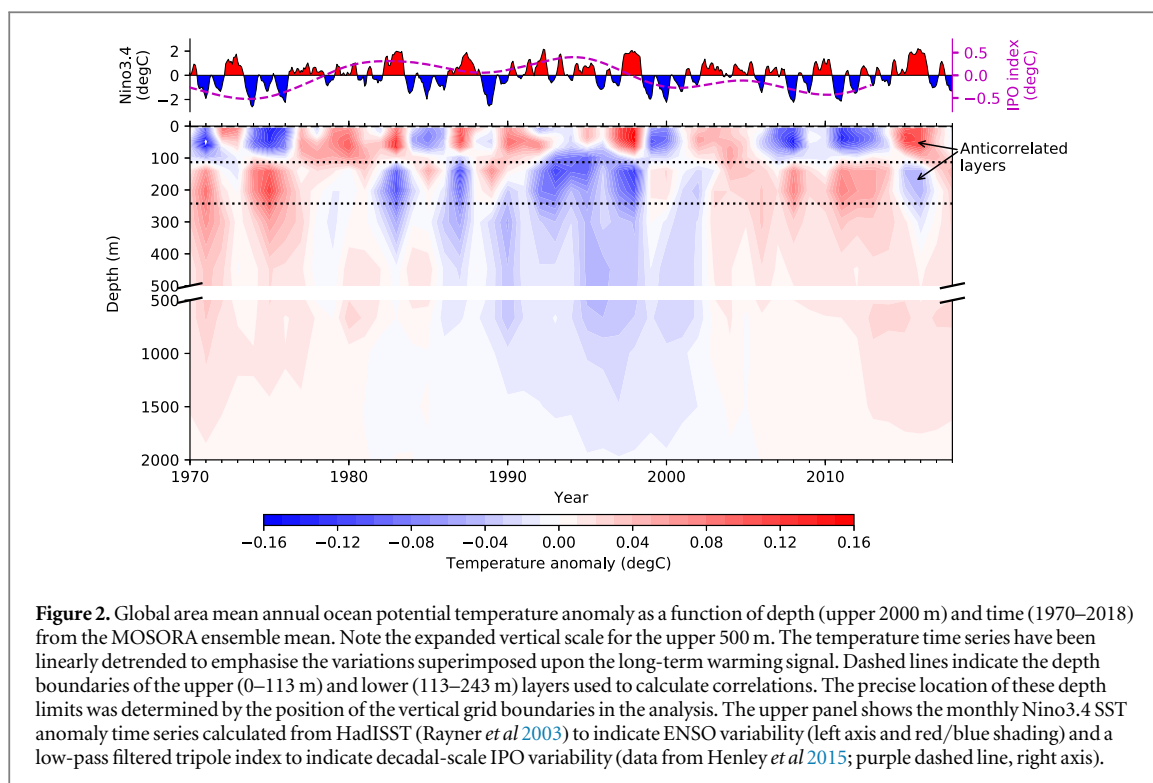 Nino3.4
(degC)
2
0
−2
0.5
0.0
−0.5
IPO index
(degC)
0
100
200
300
400
500
500
1000
1500
2000
Depth (m)
Anticorrelated
layers
1970 1980 1990 2000 2010
Year
−0.16 −0.12 −0.08 −0.04 0.00 0.04 0.08 0.12 0.16
Temperature anomaly (degC)
Figure 2. Global area mean annual ocean potential temperature anomaly as a function of depth (upper 2000 m) and time (1970–2018)
from the MOSORA ensemble mean. Note the expanded vertical scale for the upper 500 m. The temperature time series have been
linearly detrended to emphasise the variations superimposed upon the long-term warming signal. Dashed lines indicate the depth
boundaries of the upper (0–113 m) and lower (113–243 m) layers used to calculate correlations. The precise location of these depth
limits was determined by the position of the vertical grid boundaries in the analysis. The upper panel shows the monthly Nino3.4 SST
anomaly time series calculated from HadISST (Rayner et al 2003) to indicate ENSO variability (left axis and red/blue shading) and a
low-pass filtered tripole index to indicate decadal-scale IPO variability (data from Henley et al 2015; purple dashed line, right axis).